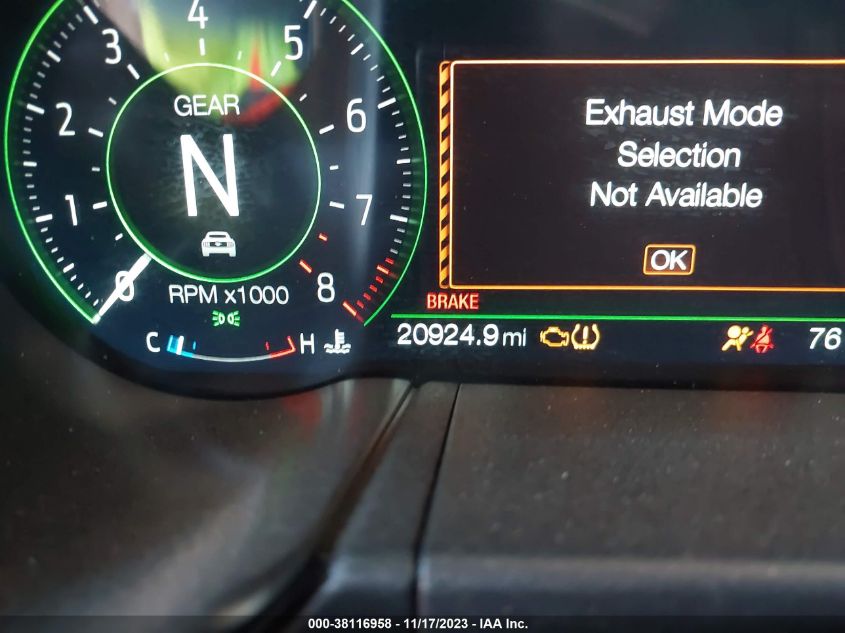 4
3
5
GEAR
2
6
N
1
7
0
8
RPM x1000
C
H
Exhaust Mode
Selection
Not Available
OK
BRAKE
20924.9 mi
76
000-38116958 - 11/17/2023 - IAA Inc.